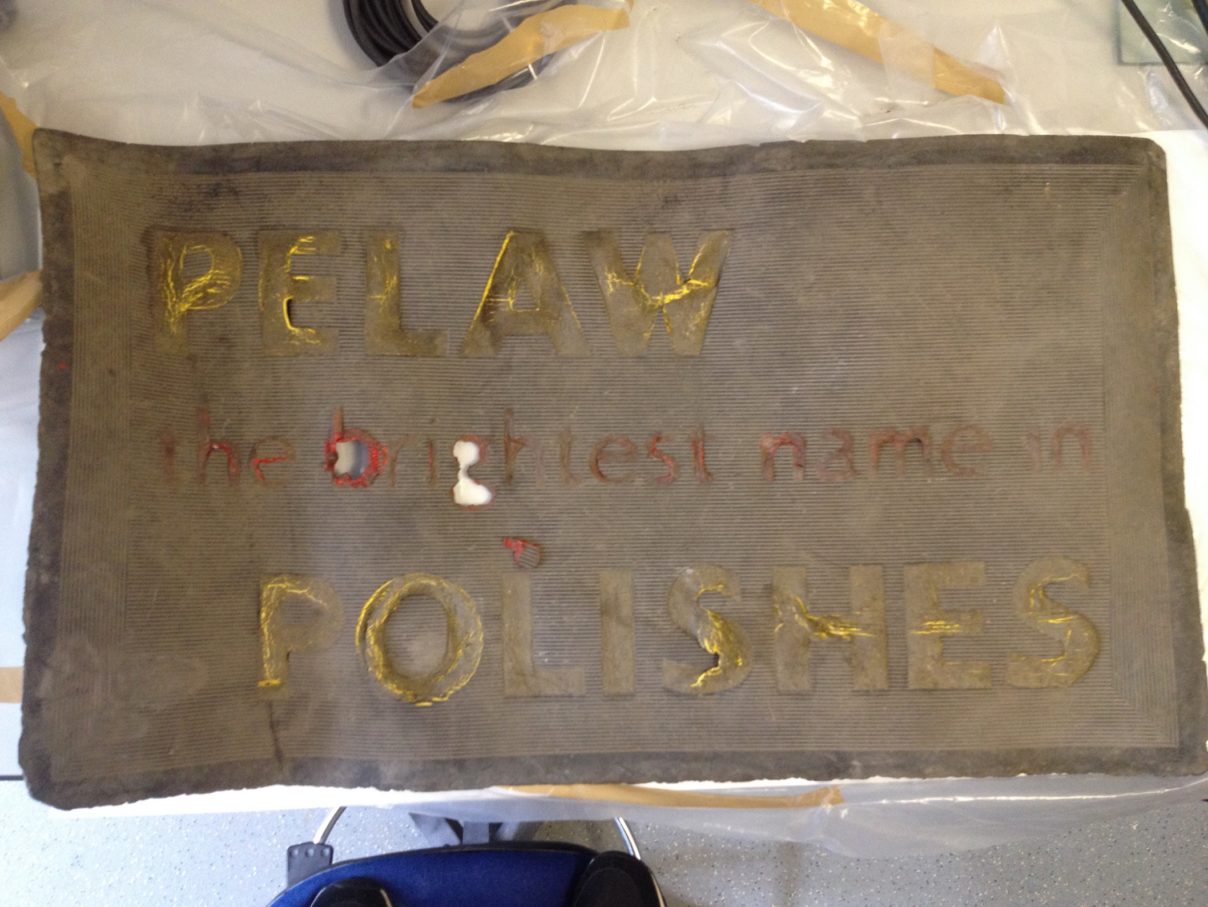 PELAW
the brightest name in
POLISHES